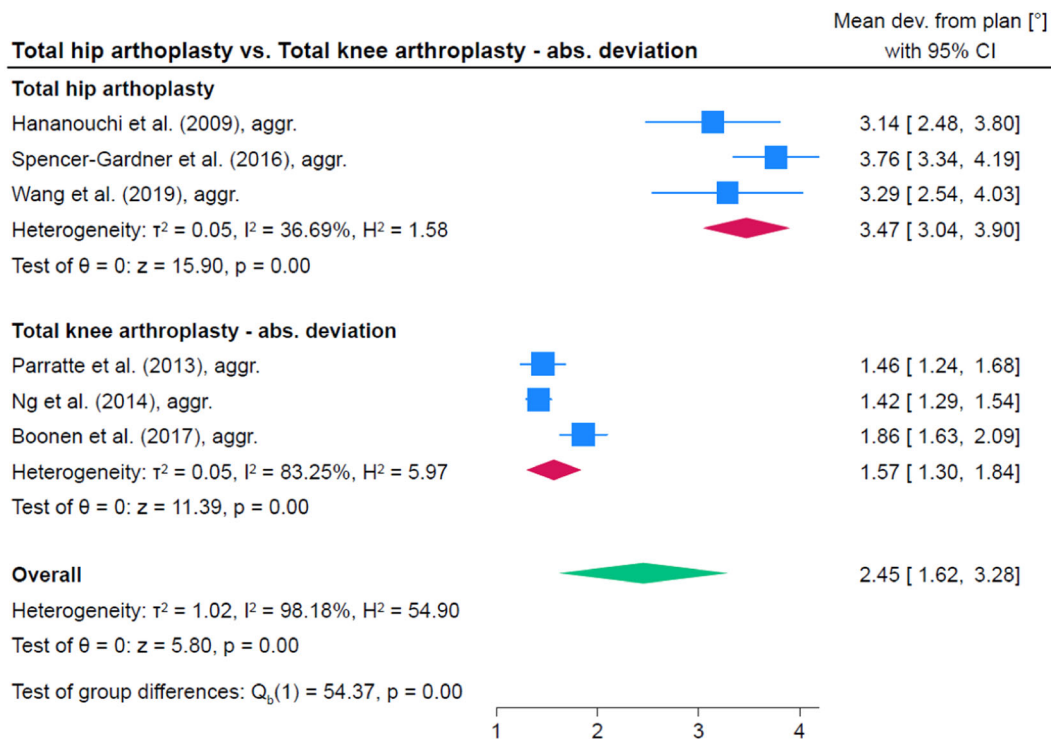 Mean dev. from plan [°]
Total hip arthoplasty vs. Total knee arthroplasty - abs. deviation with 95% CI
Total hip arthoplasty
Hananouchi et al. (2009), aggr. 3.14 [ 2.48, 3.80]
Spencer-Gardner et al. (2016), aggr. 3.76 [ 3.34, 4.19]
Wang et al. (2019), aggr. 3.29 [ 2.54, 4.03]
Heterogeneity: τ² = 0.05, I² = 36.69%, H² = 1.58 3.47 [ 3.04, 3.90]
Test of θ = 0: z = 15.90, p = 0.00
Total knee arthroplasty - abs. deviation
Parratte et al. (2013), aggr. 1.46 [ 1.24, 1.68]
Ng et al. (2014), aggr. 1.42 [ 1.29, 1.54]
Boonen et al. (2017), aggr. 1.86 [ 1.63, 2.09]
Heterogeneity: τ² = 0.05, I² = 83.25%, H² = 5.97 1.57 [ 1.30, 1.84]
Test of θ = 0: z = 11.39, p = 0.00
Overall 2.45 [ 1.62, 3.28]
Heterogeneity: τ² = 1.02, I² = 98.18%, H² = 54.90
Test of θ = 0: z = 5.80, p = 0.00
Test of group differences: Q_b(1) = 54.37, p = 0.00
1 2 3 4